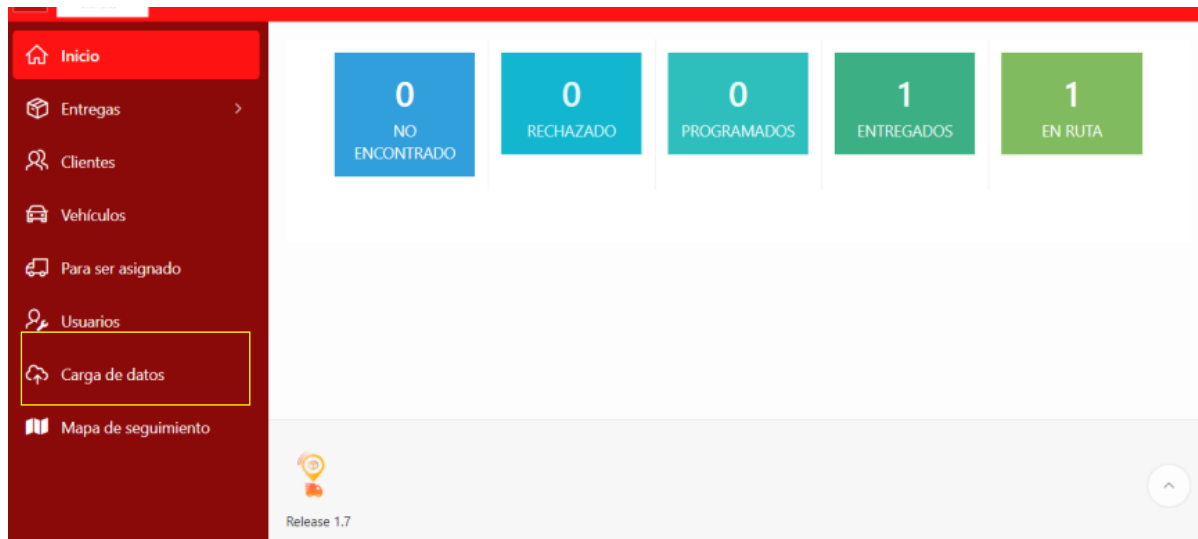 Inicio
Entregas
Clientes
Vehículos
Para ser asignado
Usuarios
Carga de datos
Mapa de seguimiento
0
NO
ENCONTRADO
0
RECHAZADO
0
PROGRAMADOS
1
ENTREGADOS
1
EN RUTA
Release 1.7